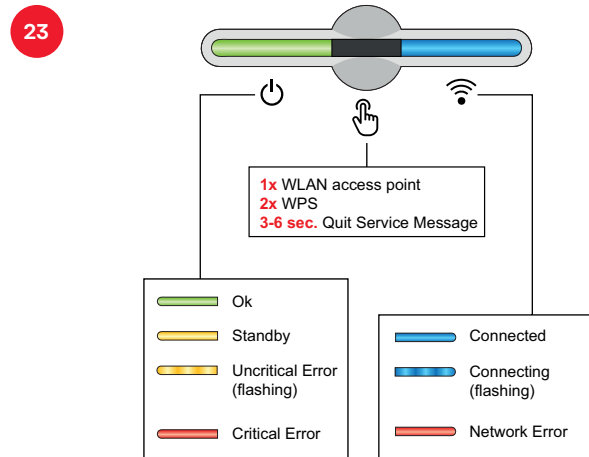 23
1x WLAN access point
2x WPS
3-6 sec. Quit Service Message
Ok
Standby
Uncritical Error
(flashing)
Critical Error
Connected
Connecting
(flashing)
Network Error